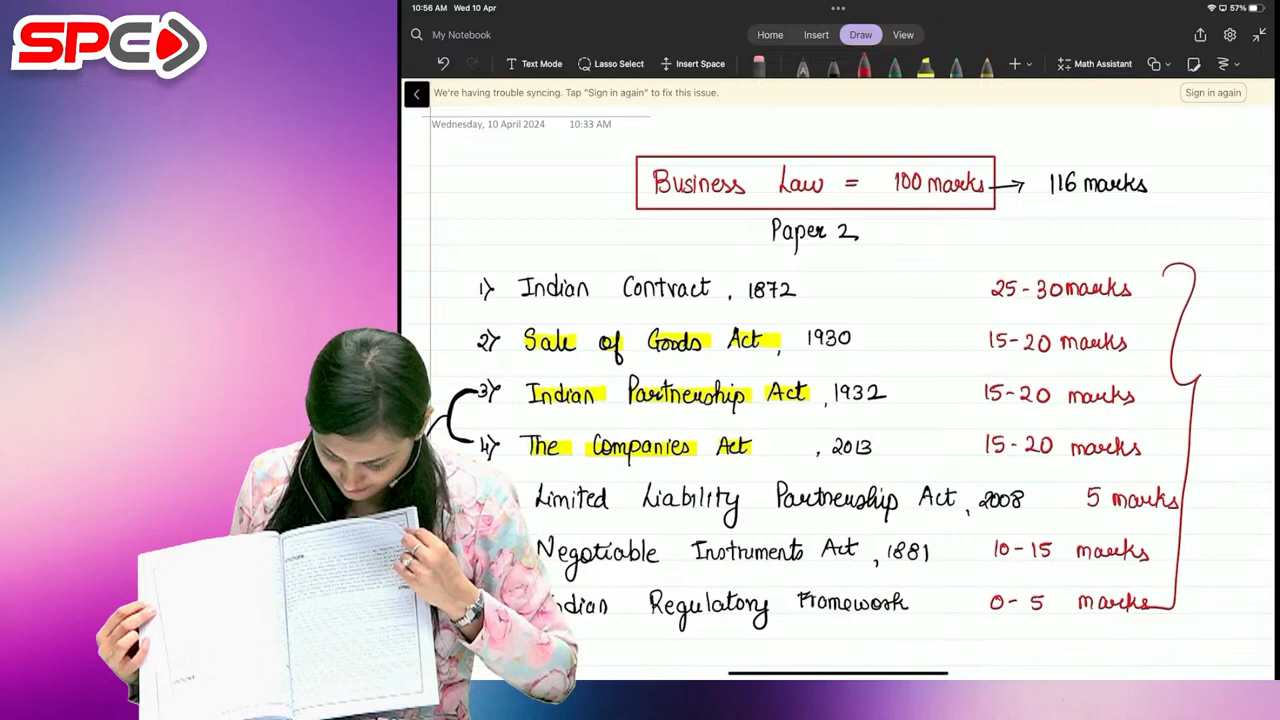 SPC
10:56 AM Wed 10 Apr
57%
My Notebook
Home Insert Draw View
Text Mode Lasso Select Insert Space Math Assistant
We're having trouble syncing. Tap "Sign in again" to fix this issue. Sign in again
Wednesday, 10 April 2024 10:33 AM
Business Law = 100 marks → 116 marks
Paper 2
1) Indian Contract, 1872 25-30 marks
2) Sale of Goods Act, 1930 15-20 marks
3) Indian Partnership Act, 1932 15-20 marks
4) The Companies Act, 2013 15-20 marks
Limited Liability Partnership Act, 2008 5 marks
Negotiable Instruments Act, 1881 10-15 marks
ndian Regulatory Framework 0-5 marks